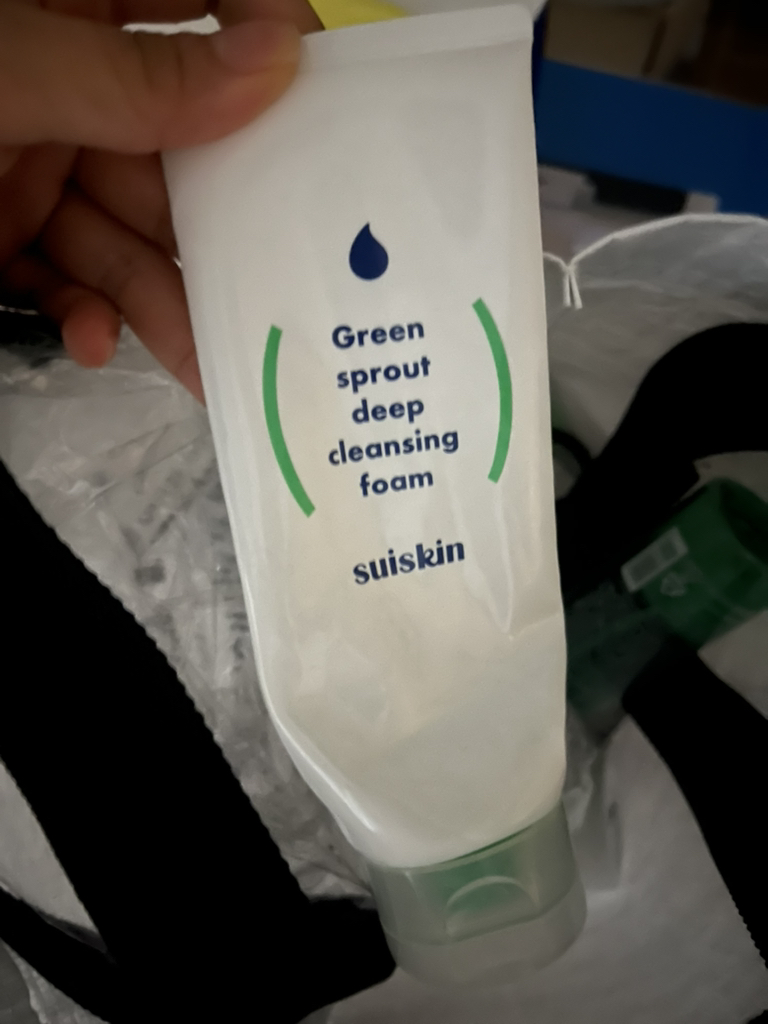 Green
sprout
deep
cleansing
foam
suiskin